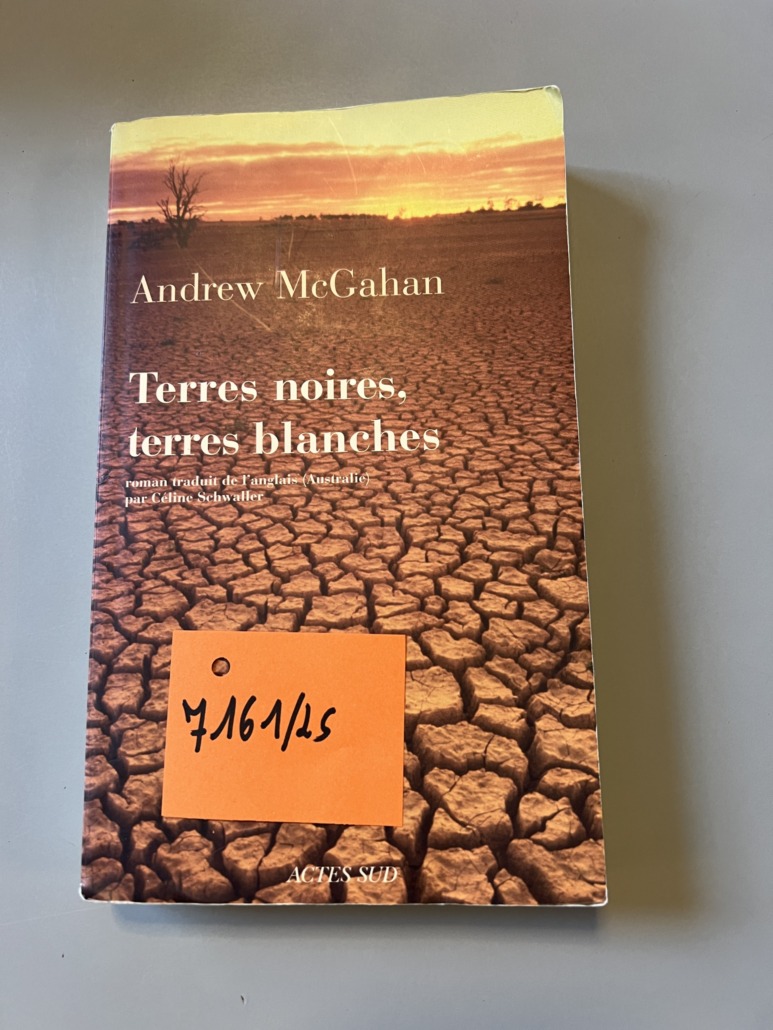 Andrew McGahan
Terres noires,
terres blanches
roman traduit de l'anglais (Australie)
par Céline Schwaller
7161/25
ACTES SUD